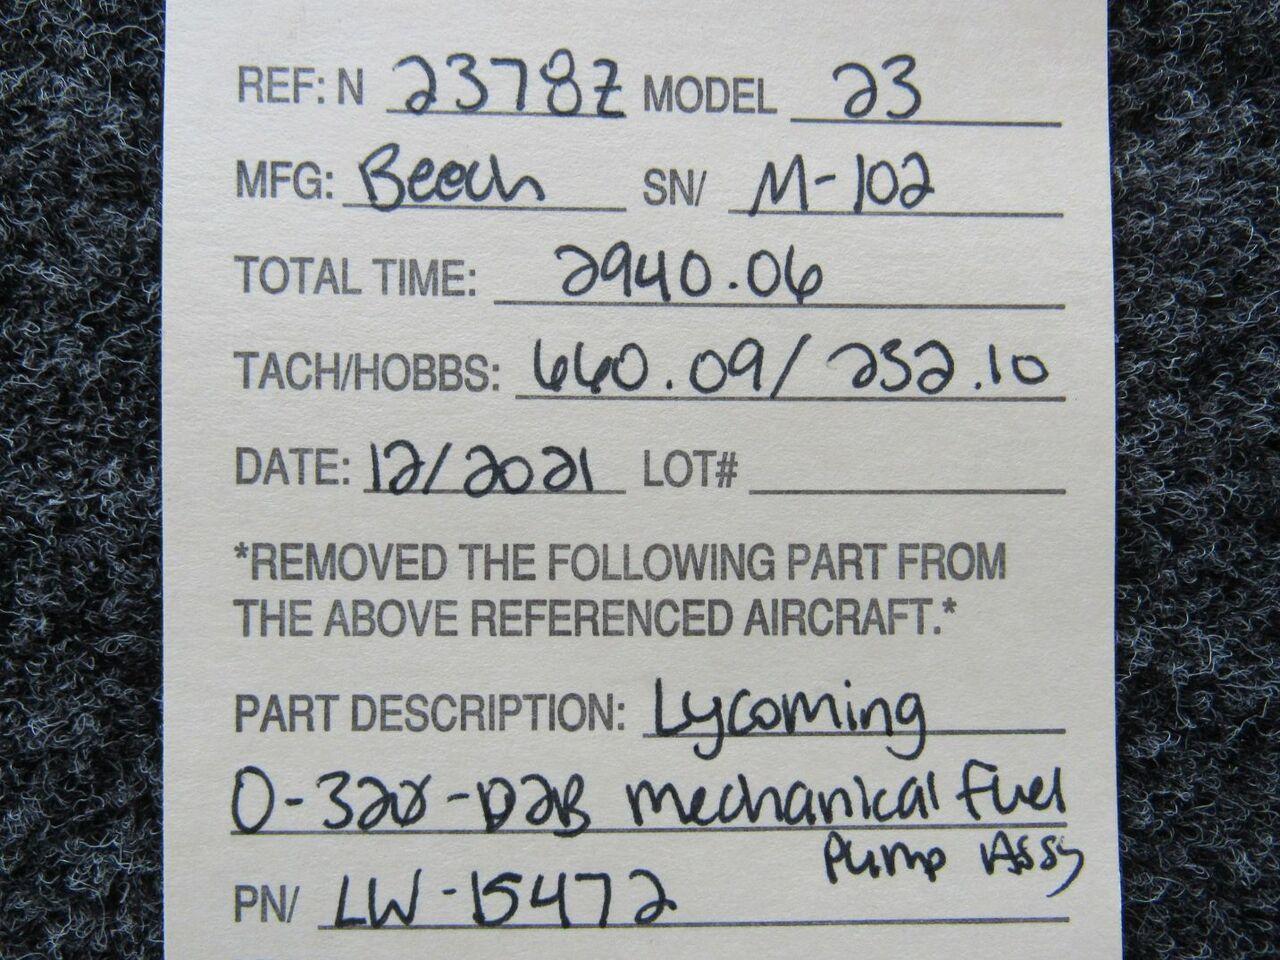 REF: N 2378Z MODEL 23
MFG: Beech SN/ M-102
TOTAL TIME: 2940.06
TACH/HOBBS: 660.09/232.10
DATE: 12/2021 LOT#
*REMOVED THE FOLLOWING PART FROM
THE ABOVE REFERENCED AIRCRAFT.*
PART DESCRIPTION: Lycoming
O-320-D2B mechanical Fuel
Pump Assy
PN/ LW-15472